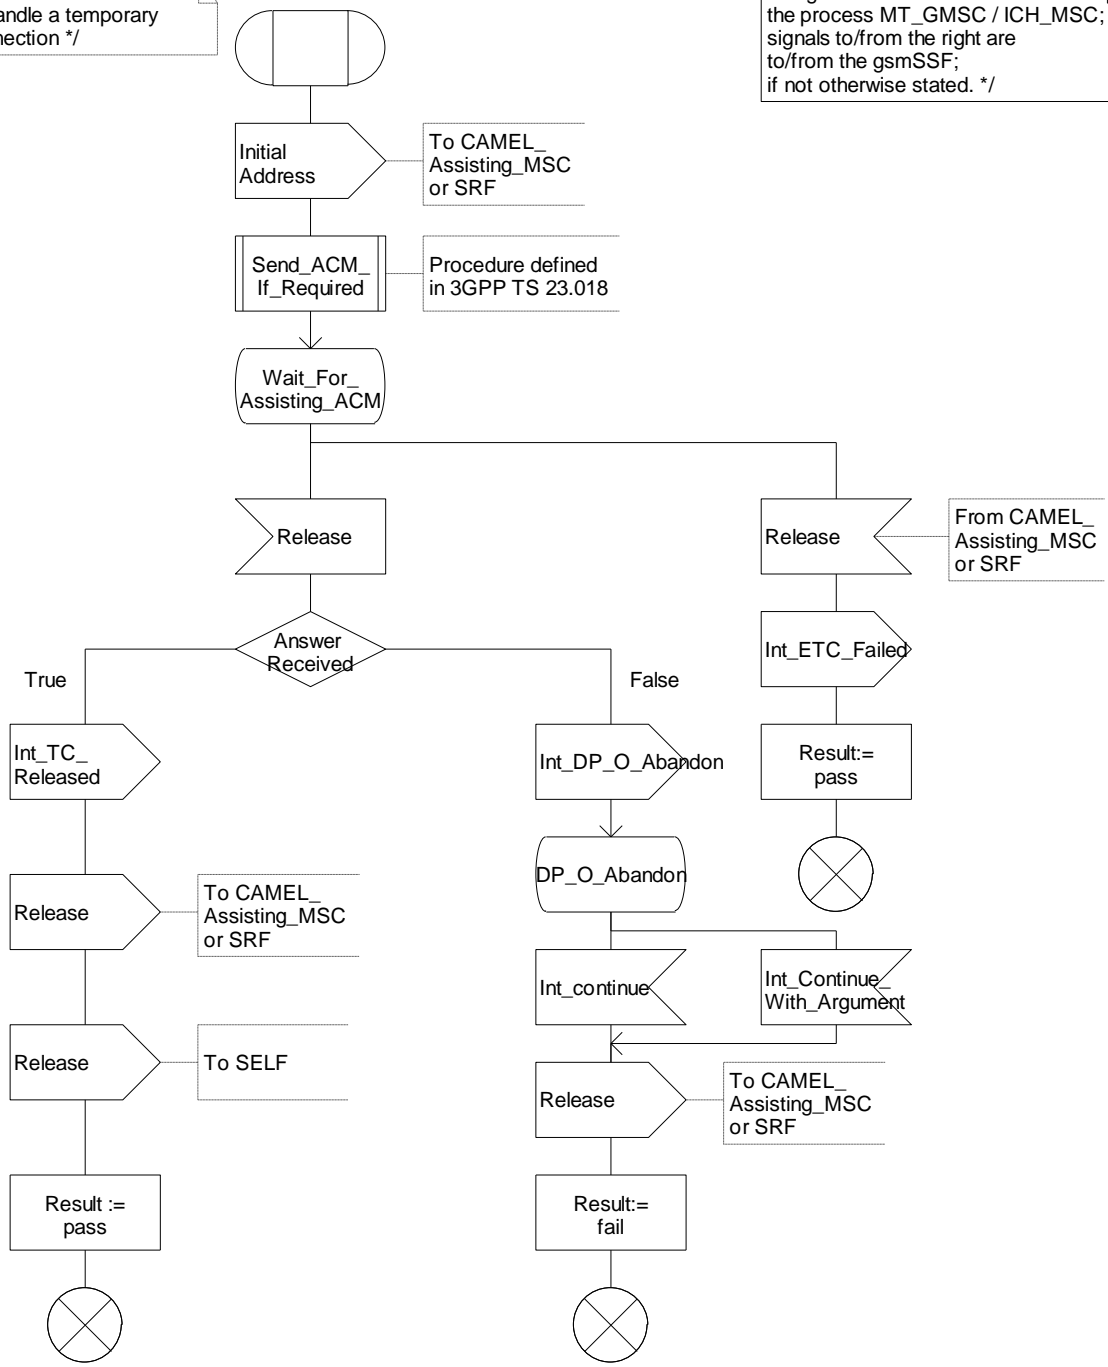 andle a temporary
nection */
the process MT_GMSC / ICH_MSC;
signals to/from the right are
to/from the gsmSSF;
if not otherwise stated. */
Initial
Address
To CAMEL_
Assisting_MSC
or SRF
Send_ACM_
If_Required
Procedure defined
in 3GPP TS 23.018
Wait_For_
Assisting_ACM
Release
Release
From CAMEL_
Assisting_MSC
or SRF
Answer
Received
Int_ETC_Failed
True
False
Int_TC_
Released
Int_DP_O_Abandon
Result:=
pass
Release
To CAMEL_
Assisting_MSC
or SRF
DP_O_Abandon
Int_continue
Int_Continue_
With_Argument
Release
To SELF
Release
To CAMEL_
Assisting_MSC
or SRF
Result :=
pass
Result:=
fail